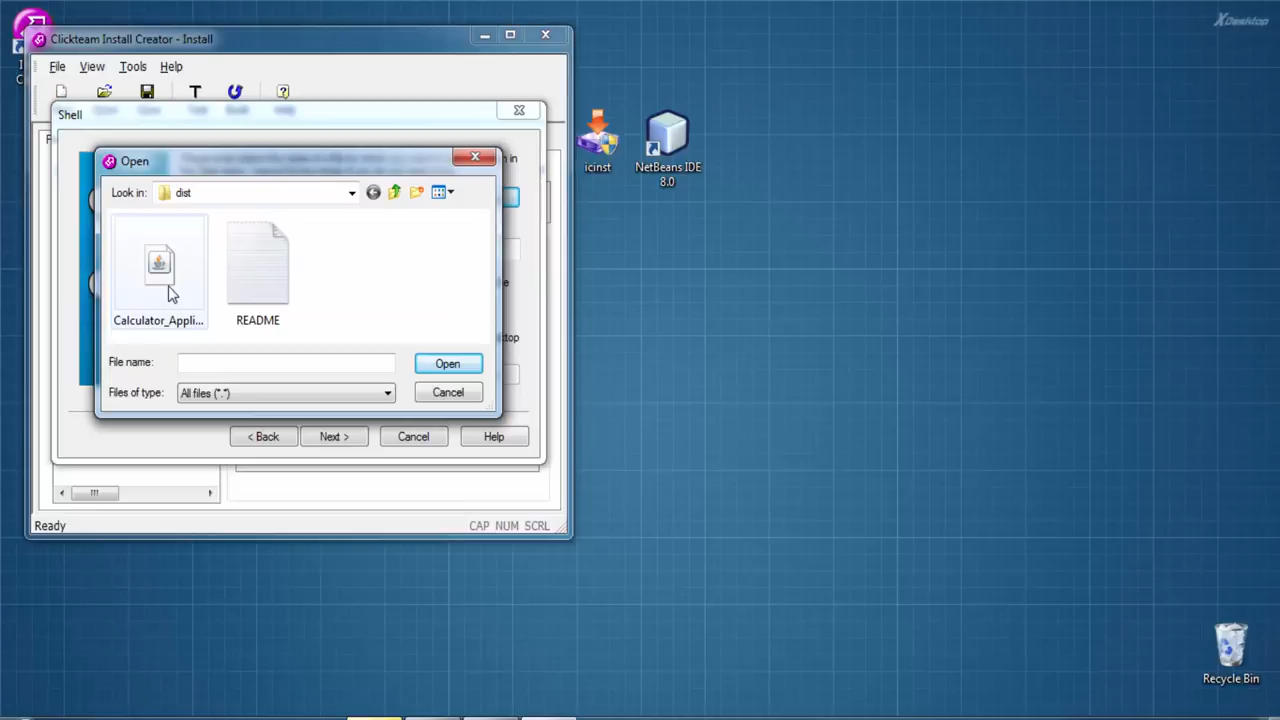 XDesktop
Clickteam Install Creator - Install
File View Tools Help
Shell
Open
Look in: dist
Calculator_Appli...
README
File name:
Open
Files of type: All files (*.*)
Cancel
< Back Next > Cancel Help
Ready CAP NUM SCRL
icinst
NetBeans IDE
8.0
Recycle Bin